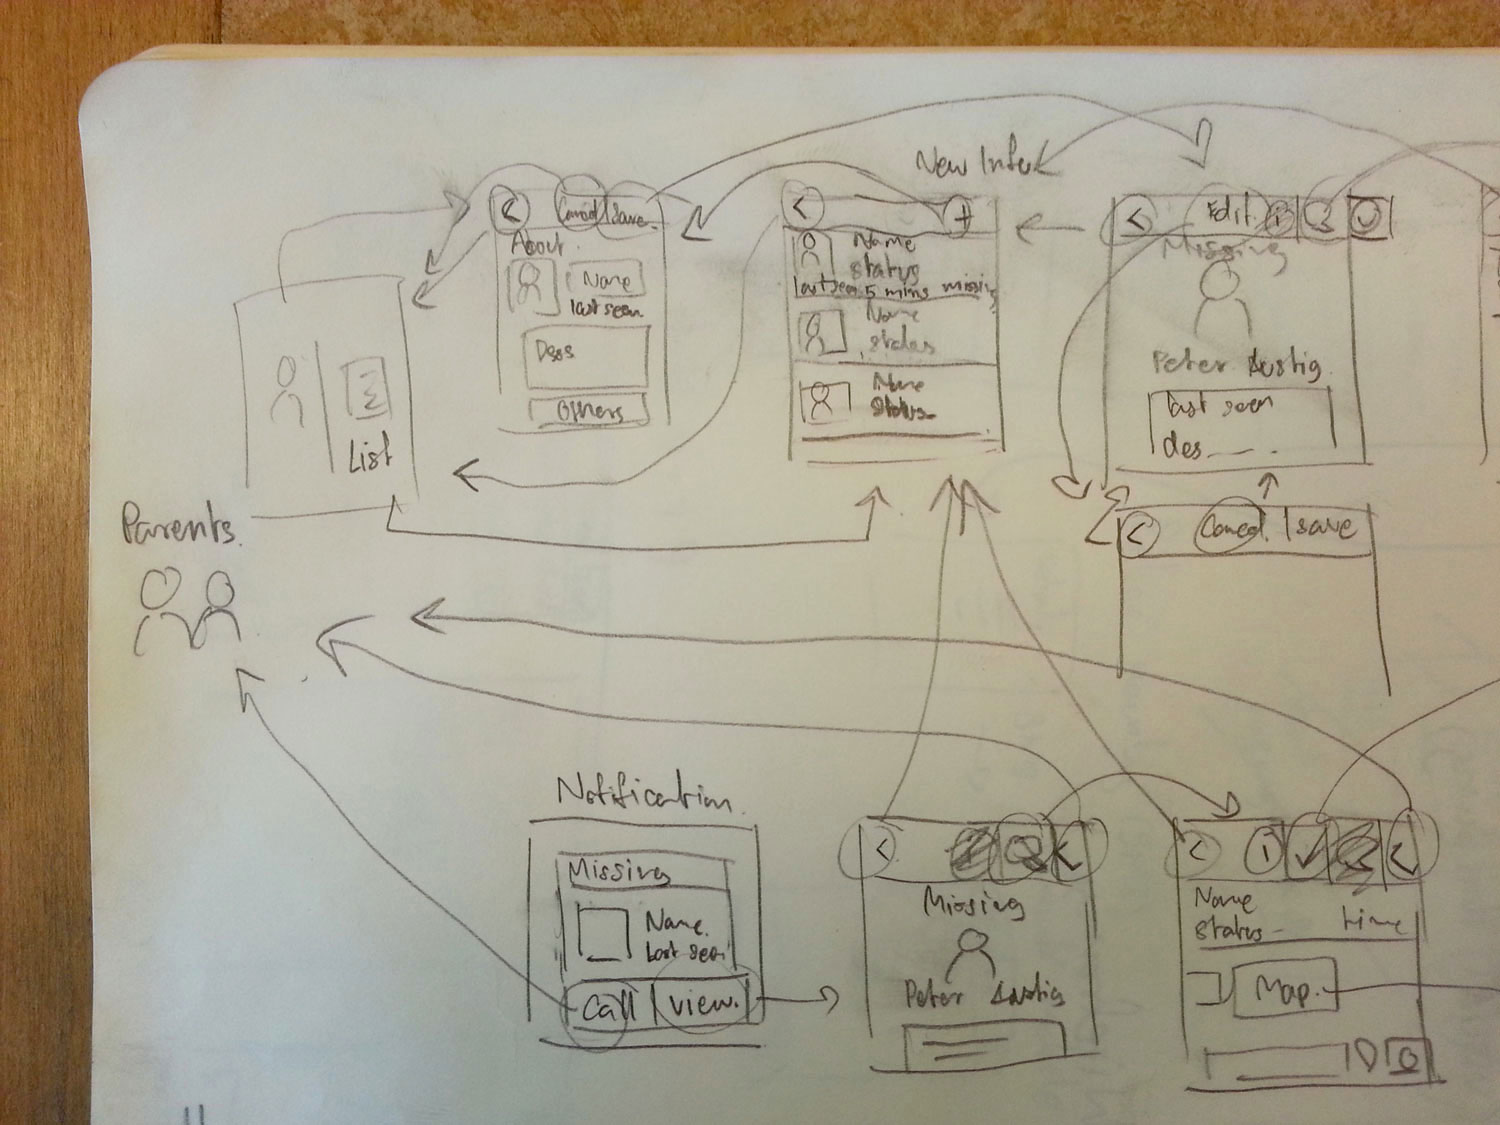 New Info
Cancel | save
About
Name
last seen.
Des
Others
List
Name
status
last seen 5 mins missing
Name
status
Name
Status
Edit
Missing
Peter
last seen
des
Cancel | save
Parents
Notification
Missing
Name
last seen
Call | view.
Missing
Peter
Name
status
time
Map.